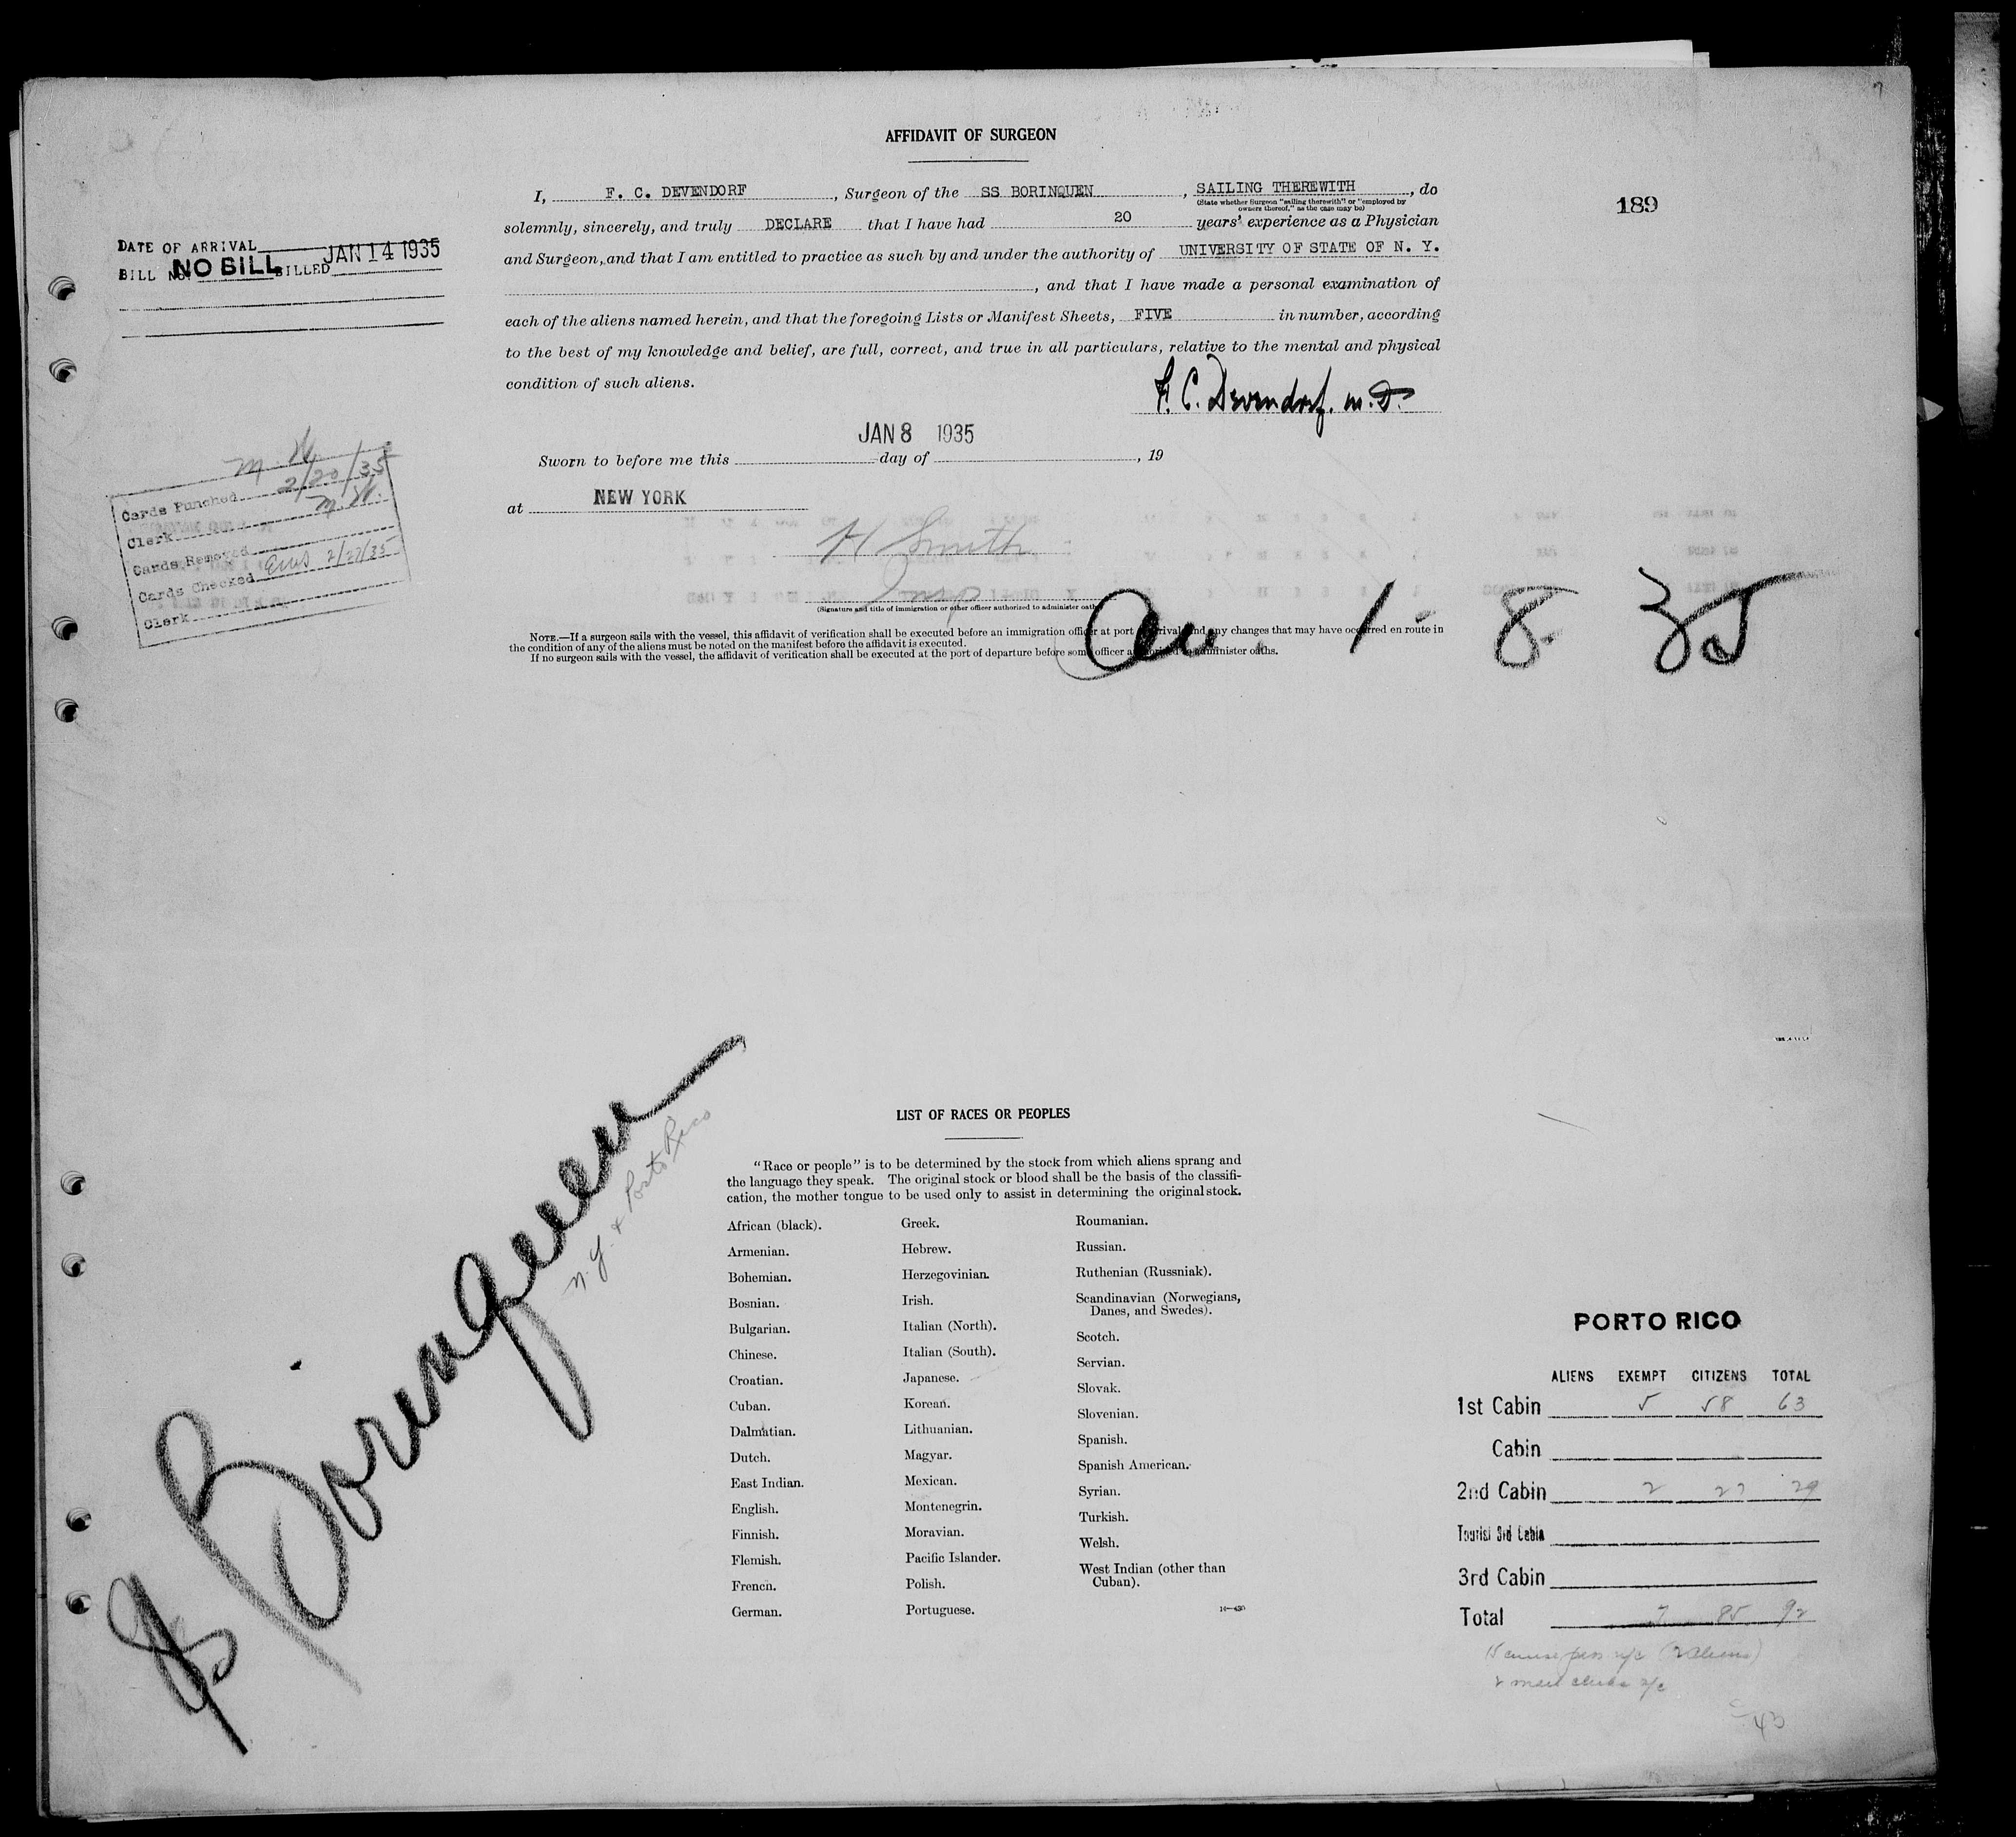 AFFIDAVIT OF SURGEON
189
I, F. C. DEVENDORF, Surgeon of the SS BORINQUEN, SAILING THEREWITH, do
(State whether Surgeon "sailing therewith" or "employed by
owners thereof," as the case may be)
solemnly, sincerely, and truly DECLARE that I have had 20 years' experience as a Physician
and Surgeon, and that I am entitled to practice as such by and under the authority of UNIVERSITY OF STATE OF N. Y.
, and that I have made a personal examination of
each of the aliens named herein, and that the foregoing Lists or Manifest Sheets, FIVE in number, according
to the best of my knowledge and belief, are full, correct, and true in all particulars, relative to the mental and physical
condition of such aliens.
F. C. Devendorf. M.D.
JAN 8 1935
Sworn to before me this day of , 19
at NEW YORK
H Smith
Insp
(Signature and title of immigration or other officer authorized to administer oath)
NOTE.—If a surgeon sails with the vessel, this affidavit of verification shall be executed before an immigration officer at port arrival and any changes that may have occurred en route in
the condition of any of the aliens must be noted on the manifest before the affidavit is executed.
If no surgeon sails with the vessel, the affidavit of verification shall be executed at the port of departure before some officer authorized to administer oaths.
1- 8- 35
DATE OF ARRIVAL JAN 14 1935
BILL NO. NO BILL BILLED
M. W.
Cards Punched 2/20/35
Clerk M. W.
Cards Removed
Cards Checked 2/27/35
Clerk
SS Borinqueen
N.Y. & Porto Rico
LIST OF RACES OR PEOPLES
"Race or people" is to be determined by the stock from which aliens sprang and
the language they speak. The original stock or blood shall be the basis of the classifi-
cation, the mother tongue to be used only to assist in determining the original stock.
African (black).
Armenian.
Bohemian.
Bosnian.
Bulgarian.
Chinese.
Croatian.
Cuban.
Dalmatian.
Dutch.
East Indian.
English.
Finnish.
Flemish.
French.
German.
Greek.
Hebrew.
Herzegovinian.
Irish.
Italian (North).
Italian (South).
Japanese.
Korean.
Lithuanian.
Magyar.
Mexican.
Montenegrin.
Moravian.
Pacific Islander.
Polish.
Portuguese.
Roumanian.
Russian.
Ruthenian (Russniak).
Scandinavian (Norwegians,
Danes, and Swedes).
Scotch.
Servian.
Slovak.
Slovenian.
Spanish.
Spanish American.
Syrian.
Turkish.
Welsh.
West Indian (other than
Cuban).
PORTO RICO
ALIENS EXEMPT CITIZENS TOTAL
1st Cabin 5 58 63
Cabin
2nd Cabin 2 27 29
Tourist 3rd Cabin
3rd Cabin
Total 7 85 92